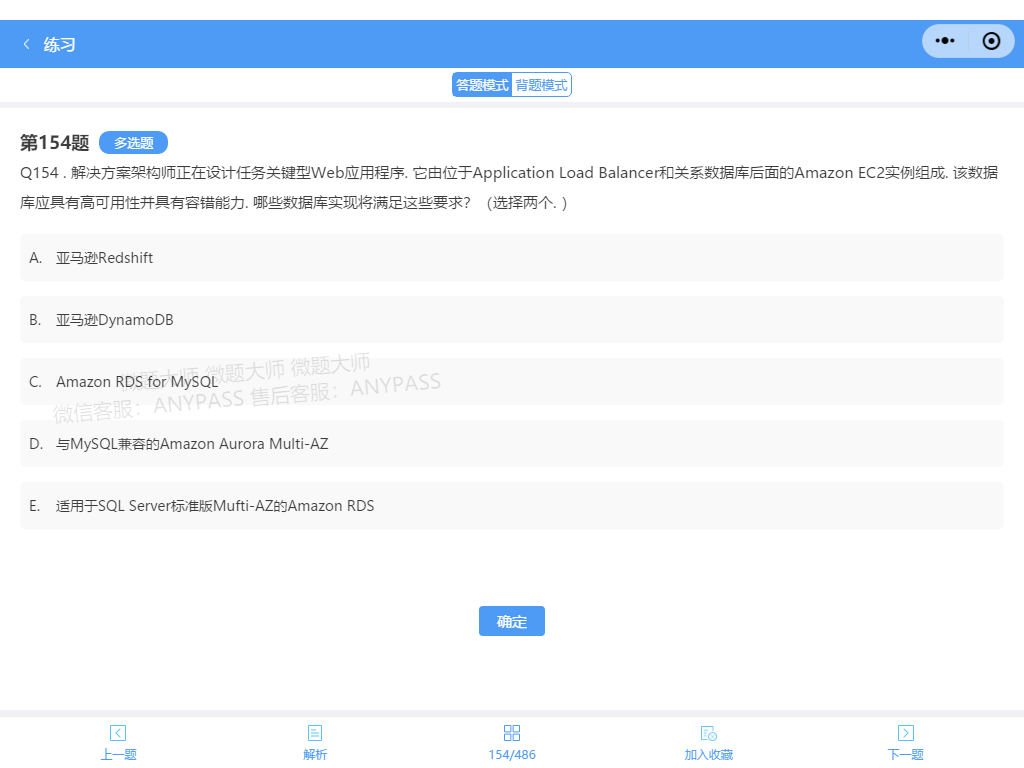 练习
答题模式 背题模式
第154题 多选题
Q154 . 解决方案架构师正在设计任务关键型Web应用程序. 它由位于Application Load Balancer和关系数据库后面的Amazon EC2实例组成. 该数据
库应具有高可用性并具有容错能力. 哪些数据库实现将满足这些要求？（选择两个. ）
A. 亚马逊Redshift
B. 亚马逊DynamoDB
微题大师 微题大师 微题大师
C. Amazon RDS for MySQL
微信客服：ANYPASS 售后客服：ANYPASS
D. 与MySQL兼容的Amazon Aurora Multi-AZ
E. 适用于SQL Server标准版Mufti-AZ的Amazon RDS
确定
上一题 解析 154/486 加入收藏 下一题